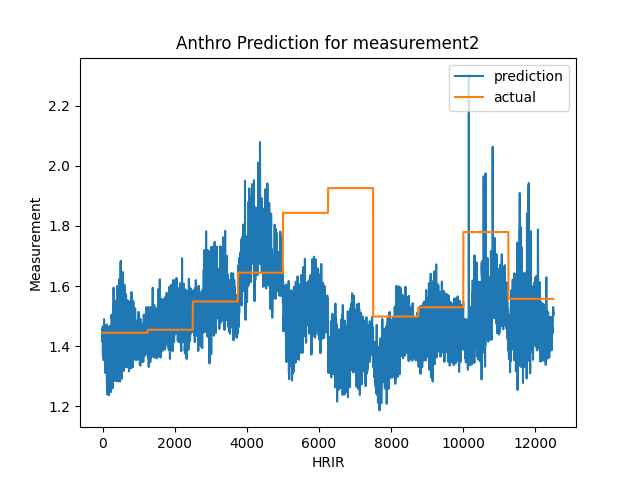 Anthro Prediction for measurement2
prediction
actual
2.2
2.0
1.8
1.6
1.4
1.2
Measurement
0 2000 4000 6000 8000 10000 12000
HRIR